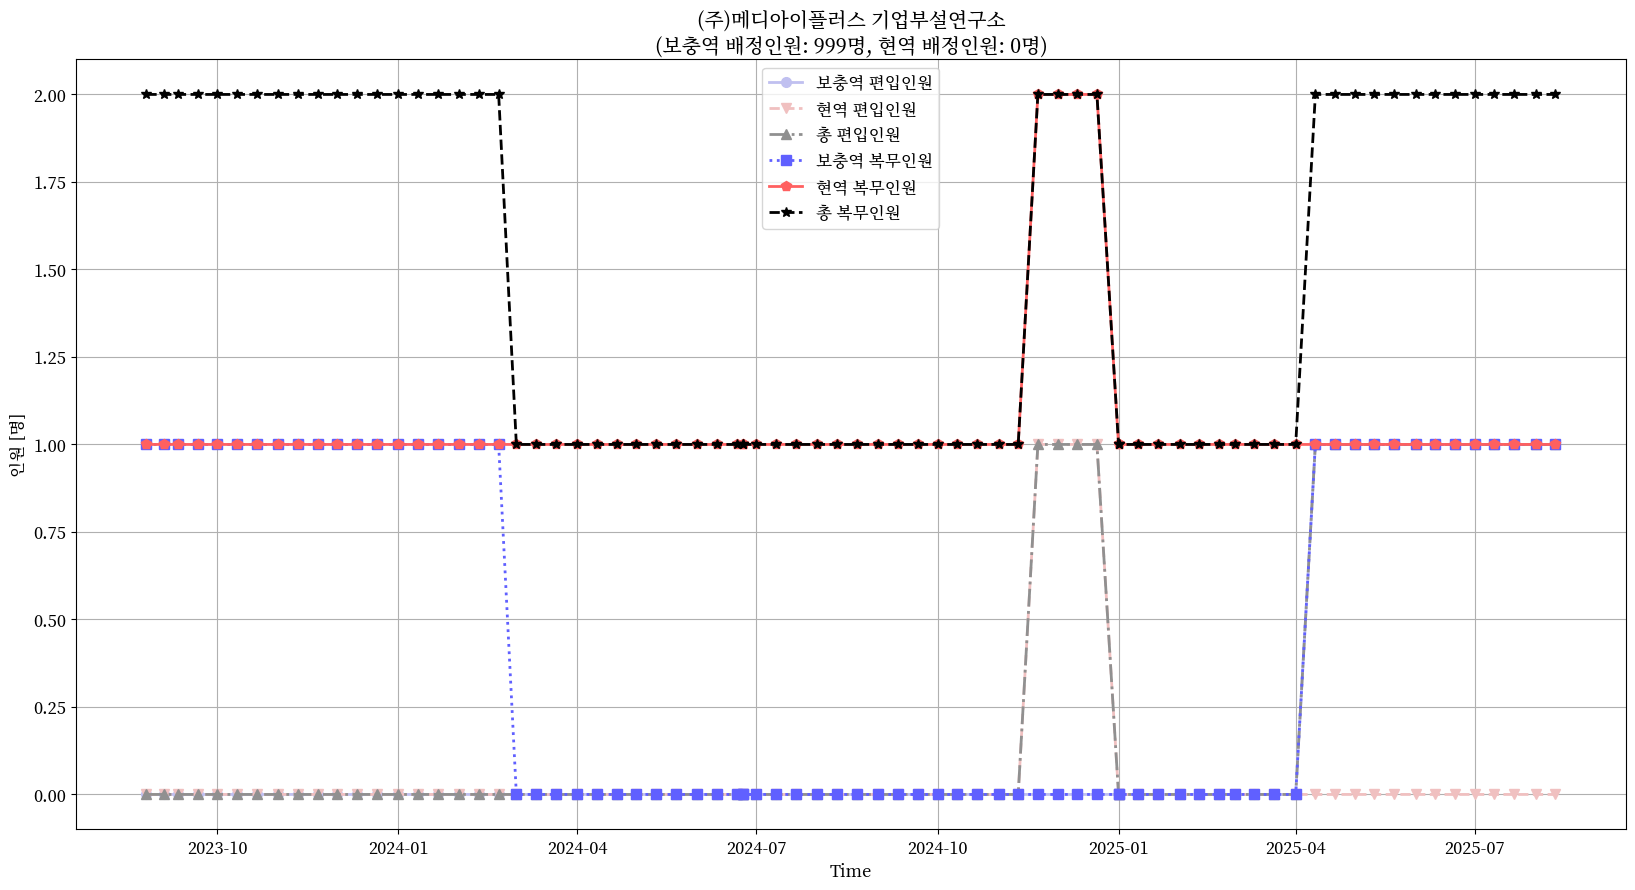 (주)메디아이플러스 기업부설연구소
(보충역 배정인원: 999명, 현역 배정인원: 0명)
보충역 편입인원
현역 편입인원
총 편입인원
보충역 복무인원
현역 복무인원
총 복무인원
인원 [명]
2.00
1.75
1.50
1.25
1.00
0.75
0.50
0.25
0.00
2023-10
2024-01
2024-04
2024-07
2024-10
2025-01
2025-04
2025-07
Time